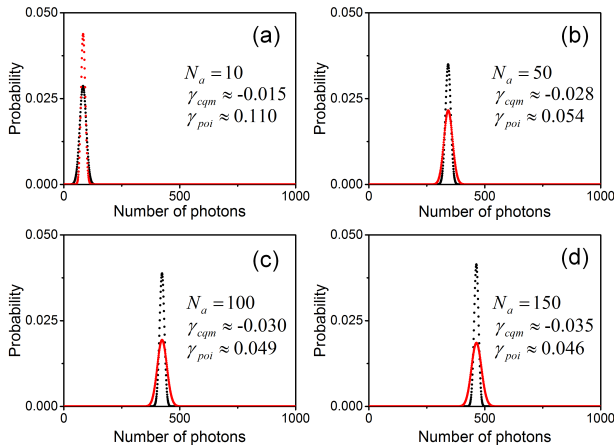 0.050
(a)
Probability
N_a = 10
γ_cqm ≈ -0.015
0.025
γ_poi ≈ 0.110
0.000
0 500 1000
Number of photons
0.050
(b)
Probability
N_a = 50
γ_cqm ≈ -0.028
0.025
γ_poi ≈ 0.054
0.000
0 500 1000
Number of photons
0.050
(c)
Probability
N_a = 100
γ_cqm ≈ -0.030
0.025
γ_poi ≈ 0.049
0.000
0 500 1000
Number of photons
0.050
(d)
Probability
N_a = 150
γ_cqm ≈ -0.035
0.025
γ_poi ≈ 0.046
0.000
0 500 1000
Number of photons